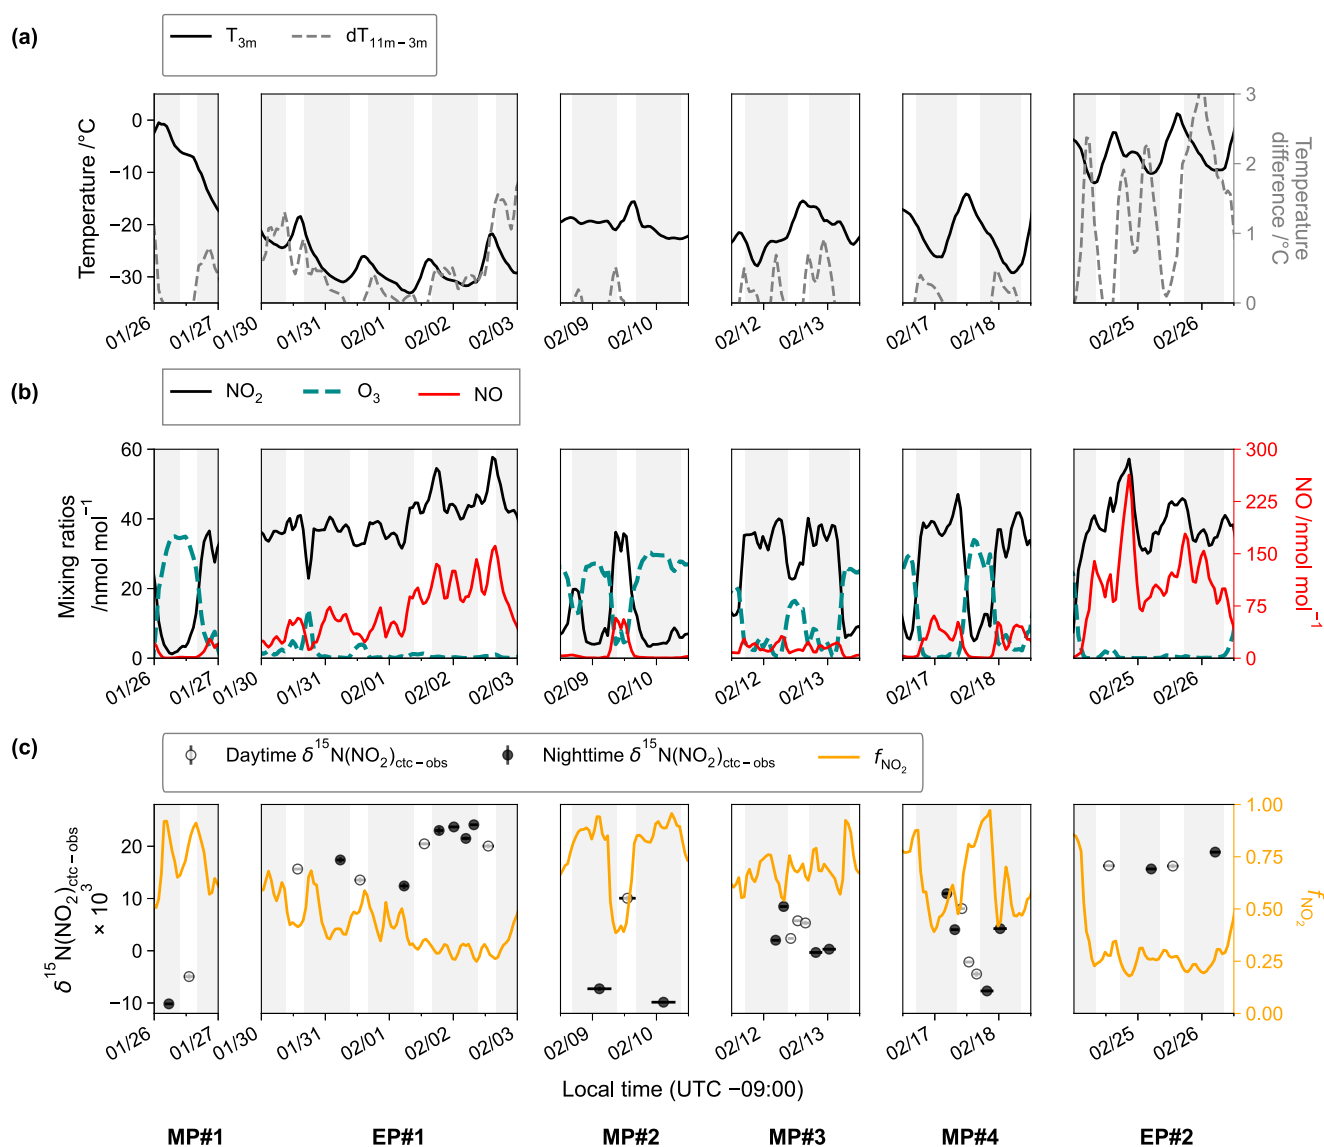 (a)
T3m dT11m−3m
0
−10
−20
−30
Temperature /°C
3
2
1
0
Temperature
difference /°C
01/26 01/27 01/30 01/31 02/01 02/02 02/03 02/09 02/10 02/12 02/13 02/17 02/18 02/25 02/26
(b)
NO2 O3 NO
60
40
20
0
Mixing ratios
/nmol mol−1
300
225
150
75
0
NO /nmol mol−1
01/26 01/27 01/30 01/31 02/01 02/02 02/03 02/09 02/10 02/12 02/13 02/17 02/18 02/25 02/26
(c)
Daytime δ15N(NO2)ctc−obs Nighttime δ15N(NO2)ctc−obs fNO2
20
10
0
−10
δ15N(NO2)ctc−obs
× 103
1.00
0.75
0.50
0.25
0.00
fNO2
01/26 01/27 01/30 01/31 02/01 02/02 02/03 02/09 02/10 02/12 02/13 02/17 02/18 02/25 02/26
Local time (UTC −09:00)
MP#1 EP#1 MP#2 MP#3 MP#4 EP#2